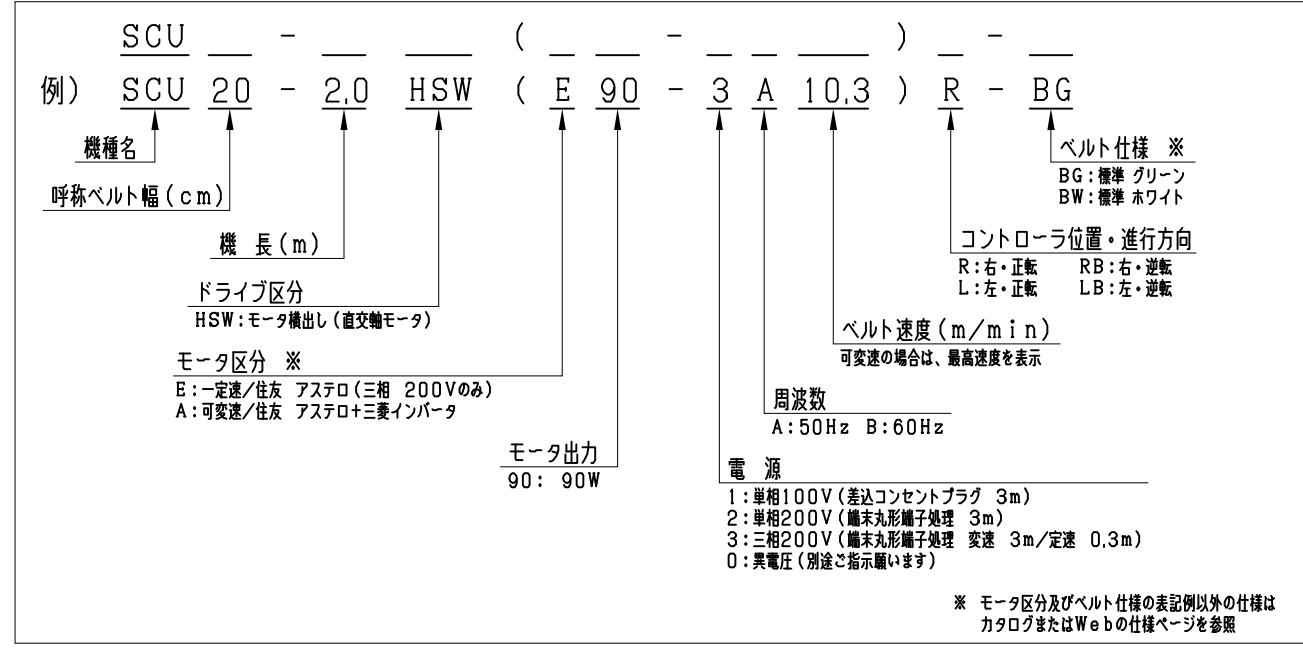 SCU - ( - ) -
例) SCU 20 - 2.0 HSW ( E 90 - 3 A 10.3 ) R - BG
機種名
ベルト仕様 ※
BG:標準 グリーン
BW:標準 ホワイト
呼称ベルト幅(cm)
機 長(m)
コントローラ位置・進行方向
R:右・正転 RB:右・逆転
L:左・正転 LB:左・逆転
ドライブ区分
HSW:モータ横出し(直交軸モータ)
ベルト速度(m/min)
可変速の場合は、最高速度を表示
モータ区分 ※
E:一定速/住友 アステロ(三相 200Vのみ)
A:可変速/住友 アステロ+三菱インバータ
周波数
A:50Hz B:60Hz
モータ出力
90: 90W
電 源
1:単相100V(差込コンセントプラグ 3m)
2:単相200V(端末丸形端子処理 3m)
3:三相200V(端末丸形端子処理 変速 3m/定速 0.3m)
0:異電圧(別途ご指示願います)
※ モータ区分及びベルト仕様の表記例以外の仕様は
カタログまたはWebの仕様ページを参照